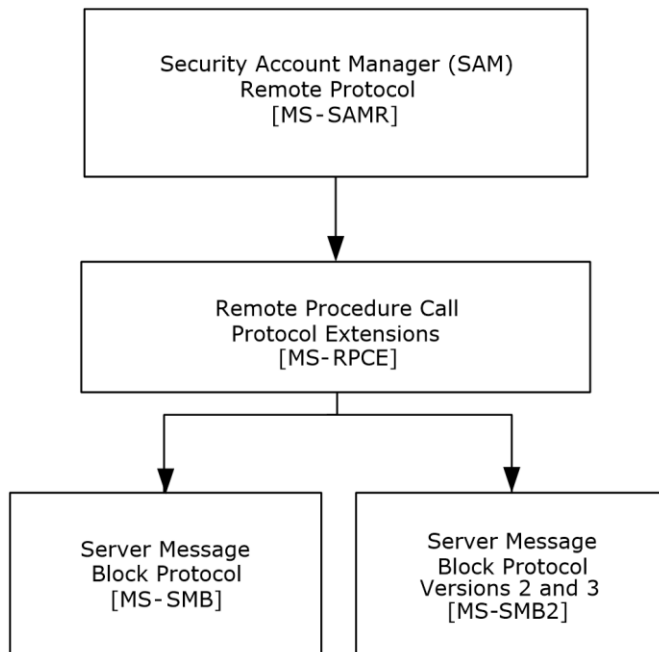 Security Account Manager (SAM)
Remote Protocol
[MS-SAMR]
Remote Procedure Call
Protocol Extensions
[MS-RPCE]
Server Message
Block Protocol
[MS-SMB]
Server Message
Block Protocol
Versions 2 and 3
[MS-SMB2]